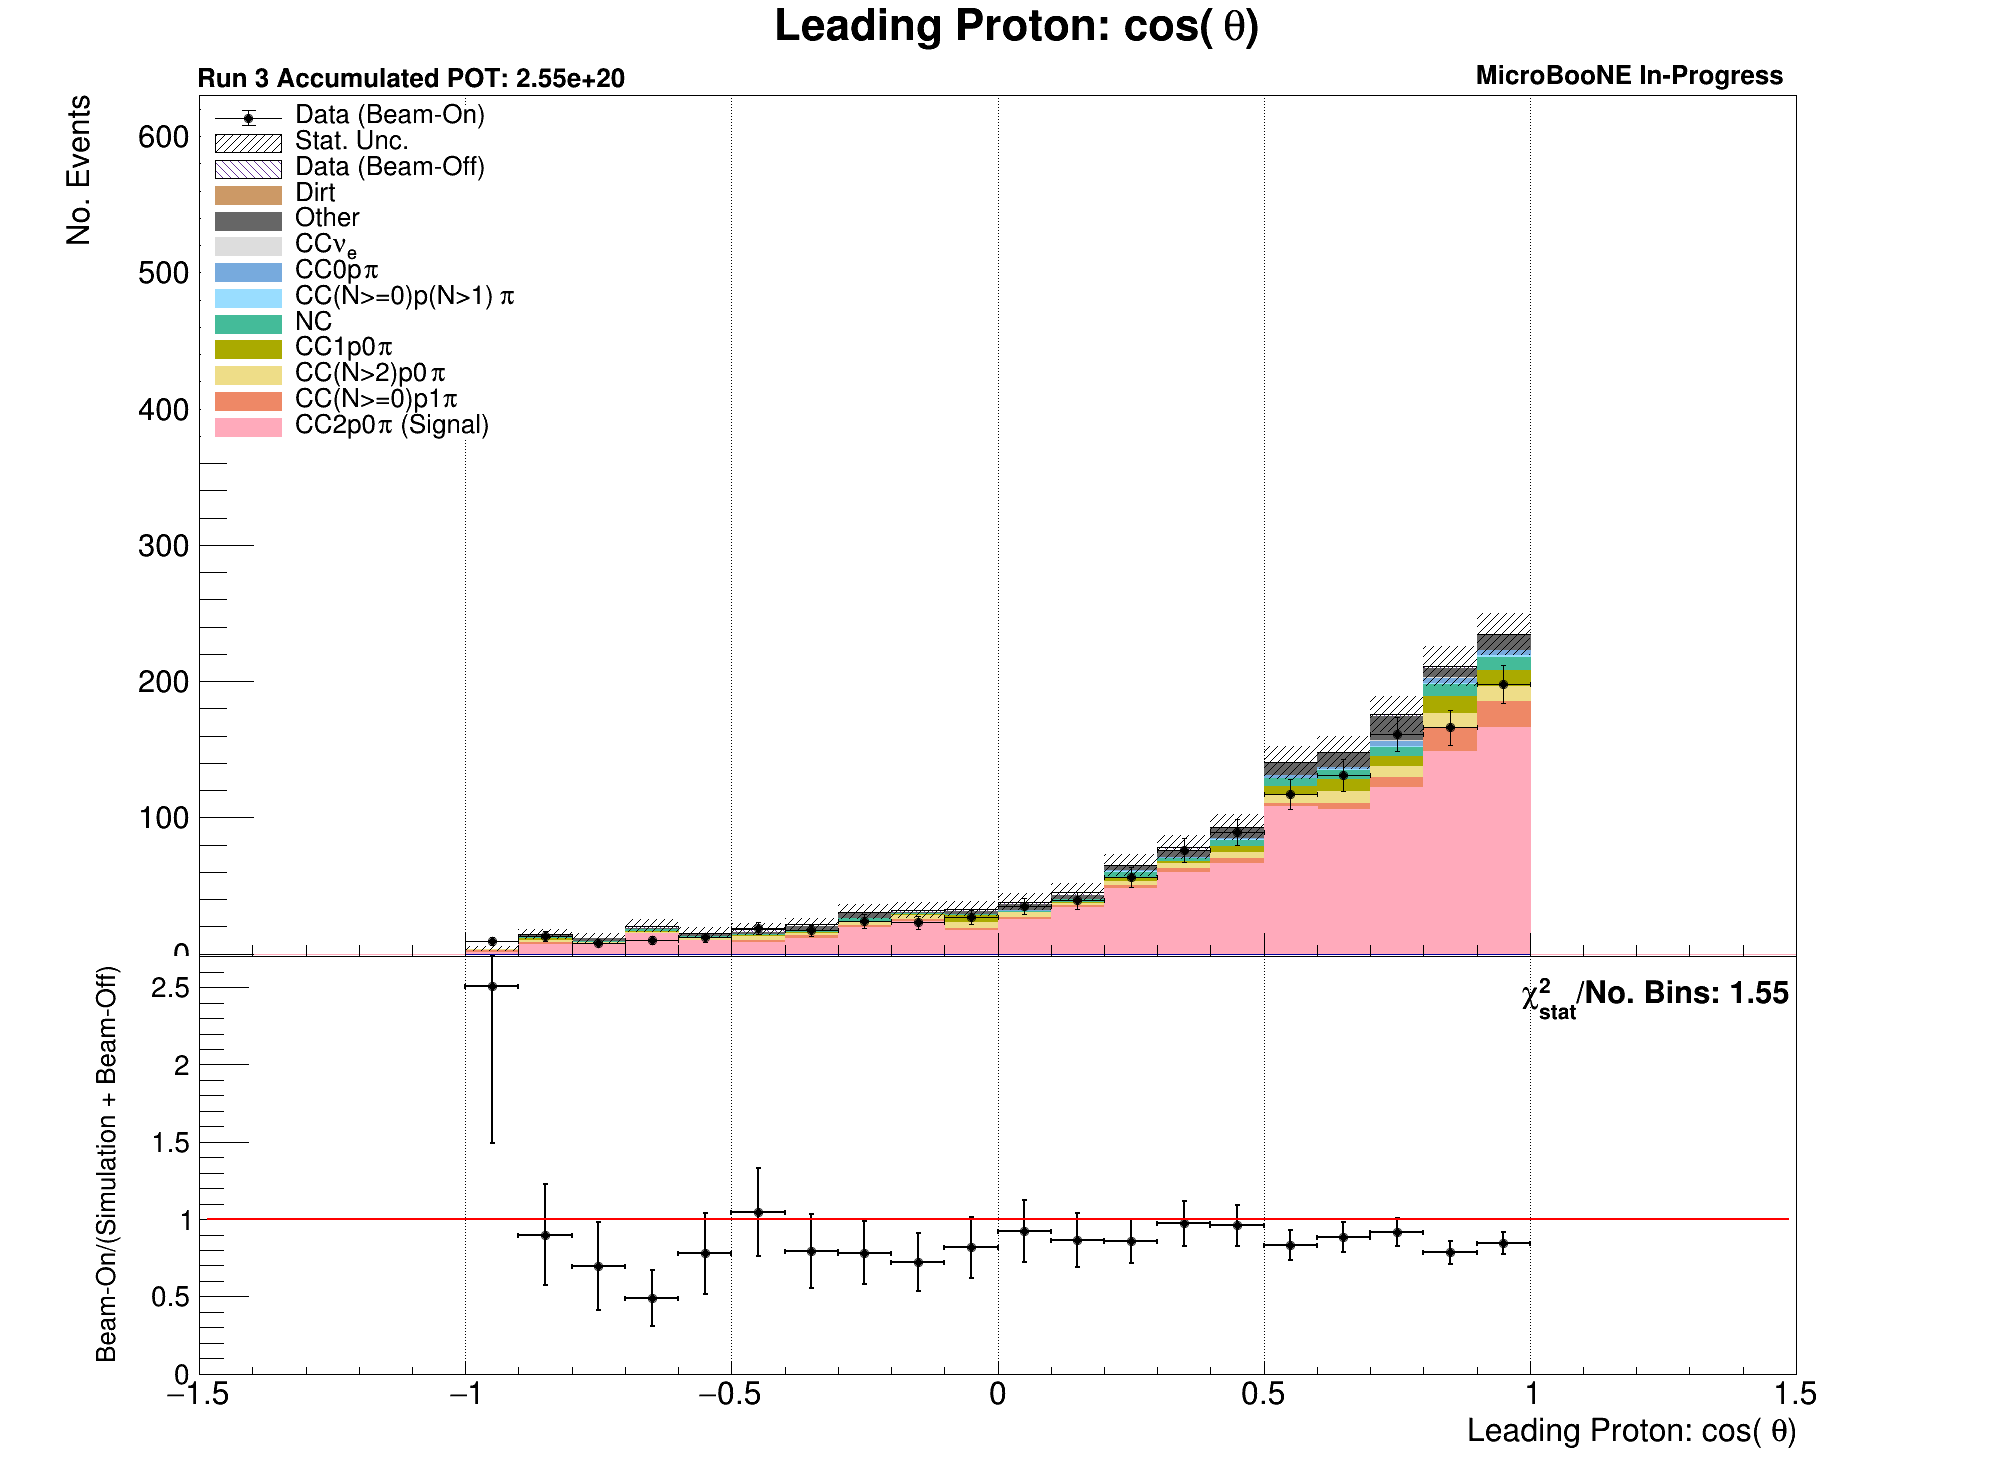 Leading Proton: cos( θ)
Run 3 Accumulated POT: 2.55e+20
MicroBooNE In-Progress
No. Events
600
500
400
300
200
100
0
Data (Beam-On)
Stat. Unc.
Data (Beam-Off)
Dirt
Other
CCνe
CC0pπ
CC(N>=0)p(N>1) π
NC
CC1p0π
CC(N>2)p0π
CC(N>=0)p1π
CC2p0π (Signal)
Beam-On/(Simulation + Beam-Off)
2.5
2
1.5
1
0.5
0
χ²stat/No. Bins: 1.55
−1.5
−1
−0.5
0
0.5
1
1.5
Leading Proton: cos( θ)